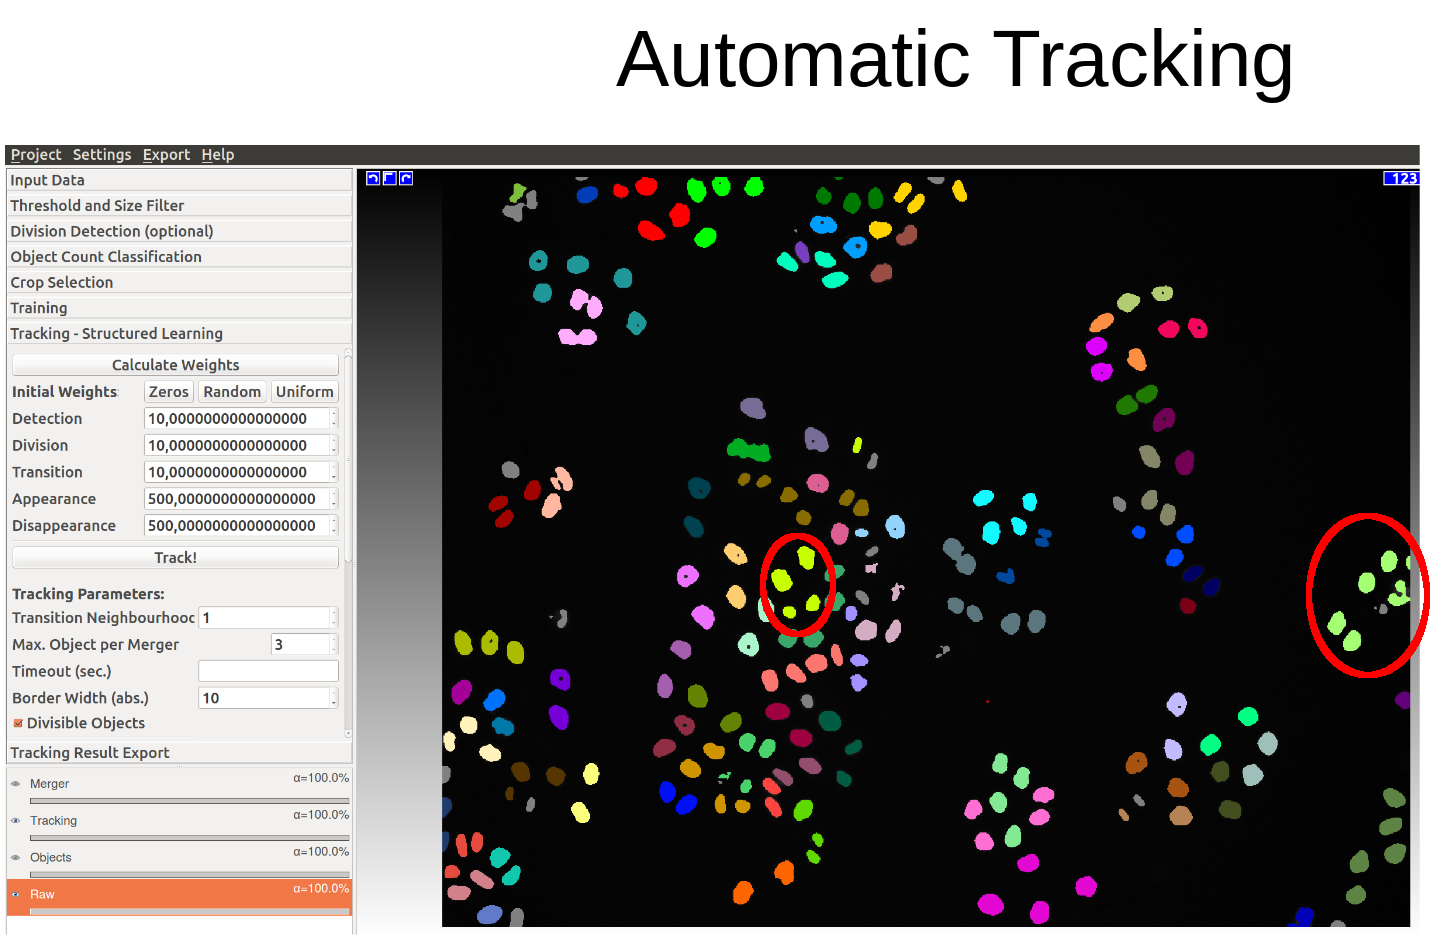 Automatic Tracking
Project Settings Export Help
Input Data
123
Threshold and Size Filter
Division Detection (optional)
Object Count Classification
Crop Selection
Training
Tracking - Structured Learning
Calculate Weights
Initial Weights: Zeros Random Uniform
Detection 10,0000000000000000
Division 10,0000000000000000
Transition 10,0000000000000000
Appearance 500,0000000000000000
Disappearance 500,0000000000000000
Track!
Tracking Parameters:
Transition Neighbourhooc 1
Max. Object per Merger 3
Timeout (sec.)
Border Width (abs.) 10
Divisible Objects
Tracking Result Export
Merger α=100.0%
Tracking α=100.0%
Objects α=100.0%
Raw α=100.0%